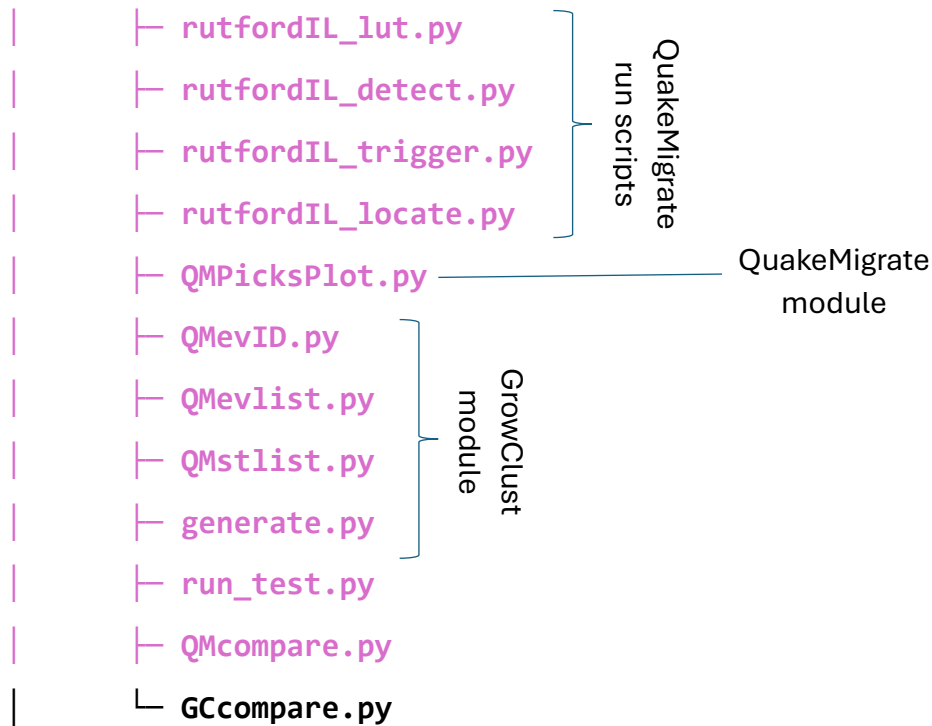 │ ├─ rutfordIL_lut.py
│ ├─ rutfordIL_detect.py
│ ├─ rutfordIL_trigger.py
│ ├─ rutfordIL_locate.py
QuakeMigrate
run scripts
│ ├─ QMPicksPlot.py
QuakeMigrate
module
│ ├─ QMevID.py
│ ├─ QMevlist.py
│ ├─ QMstlist.py
│ ├─ generate.py
GrowClust
module
│ ├─ run_test.py
│ ├─ QMcompare.py
│ └─ GCcompare.py